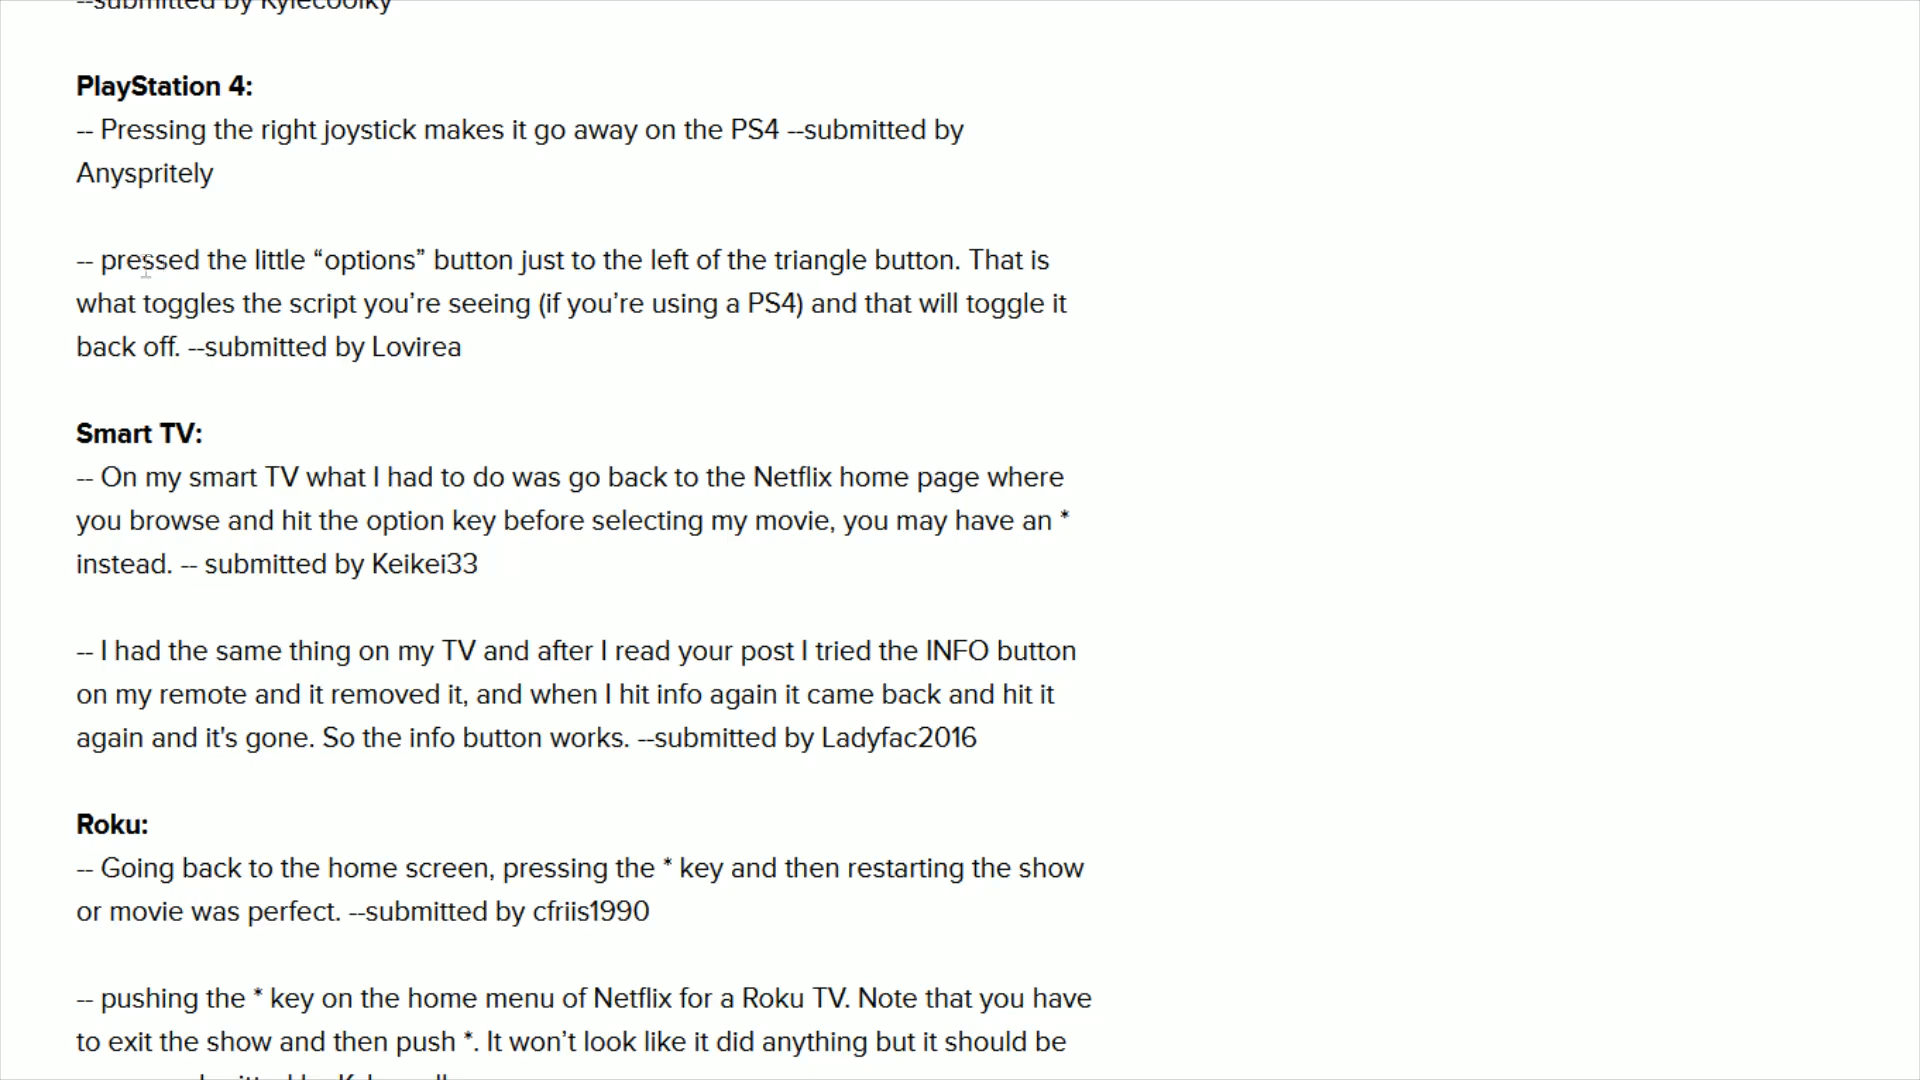 --submitted by Kylecoolky
PlayStation 4:
-- Pressing the right joystick makes it go away on the PS4 --submitted by
Anyspritely
-- pressed the little “options” button just to the left of the triangle button. That is
what toggles the script you’re seeing (if you’re using a PS4) and that will toggle it
back off. --submitted by Lovirea
Smart TV:
-- On my smart TV what I had to do was go back to the Netflix home page where
you browse and hit the option key before selecting my movie, you may have an *
instead. -- submitted by Keikei33
-- I had the same thing on my TV and after I read your post I tried the INFO button
on my remote and it removed it, and when I hit info again it came back and hit it
again and it's gone. So the info button works. --submitted by Ladyfac2016
Roku:
-- Going back to the home screen, pressing the * key and then restarting the show
or movie was perfect. --submitted by cfriis1990
-- pushing the * key on the home menu of Netflix for a Roku TV. Note that you have
to exit the show and then push *. It won’t look like it did anything but it should be